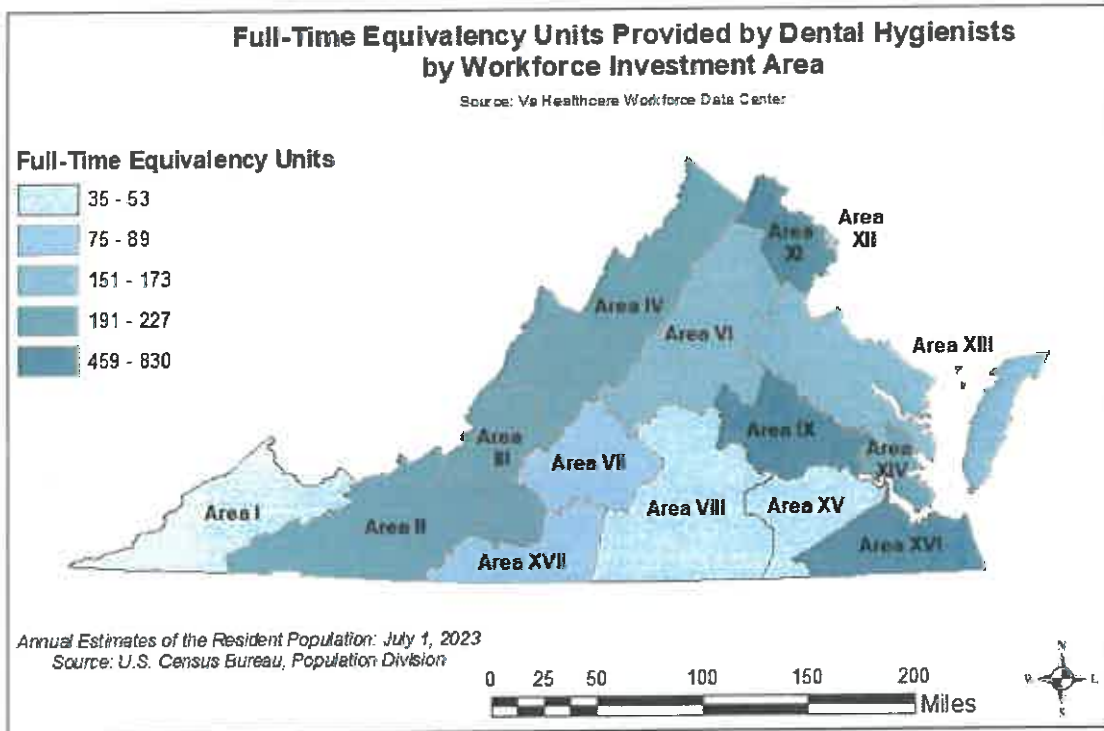 Full-Time Equivalency Units Provided by Dental Hygienists
by Workforce Investment Area
Source: Va Healthcare Workforce Data Center
Full-Time Equivalency Units
35 - 53
75 - 89
151 - 173
191 - 227
459 - 830
Area
XII
Area
XI
Area IV
Area VI
Area XIII
Area
III
Area IX
Area VII
Area
XIV
Area I
Area VIII
Area XV
Area II
Area XVI
Area XVII
Annual Estimates of the Resident Population: July 1, 2023
Source: U.S. Census Bureau, Population Division
0 25 50 100 150 200
Miles
N
S